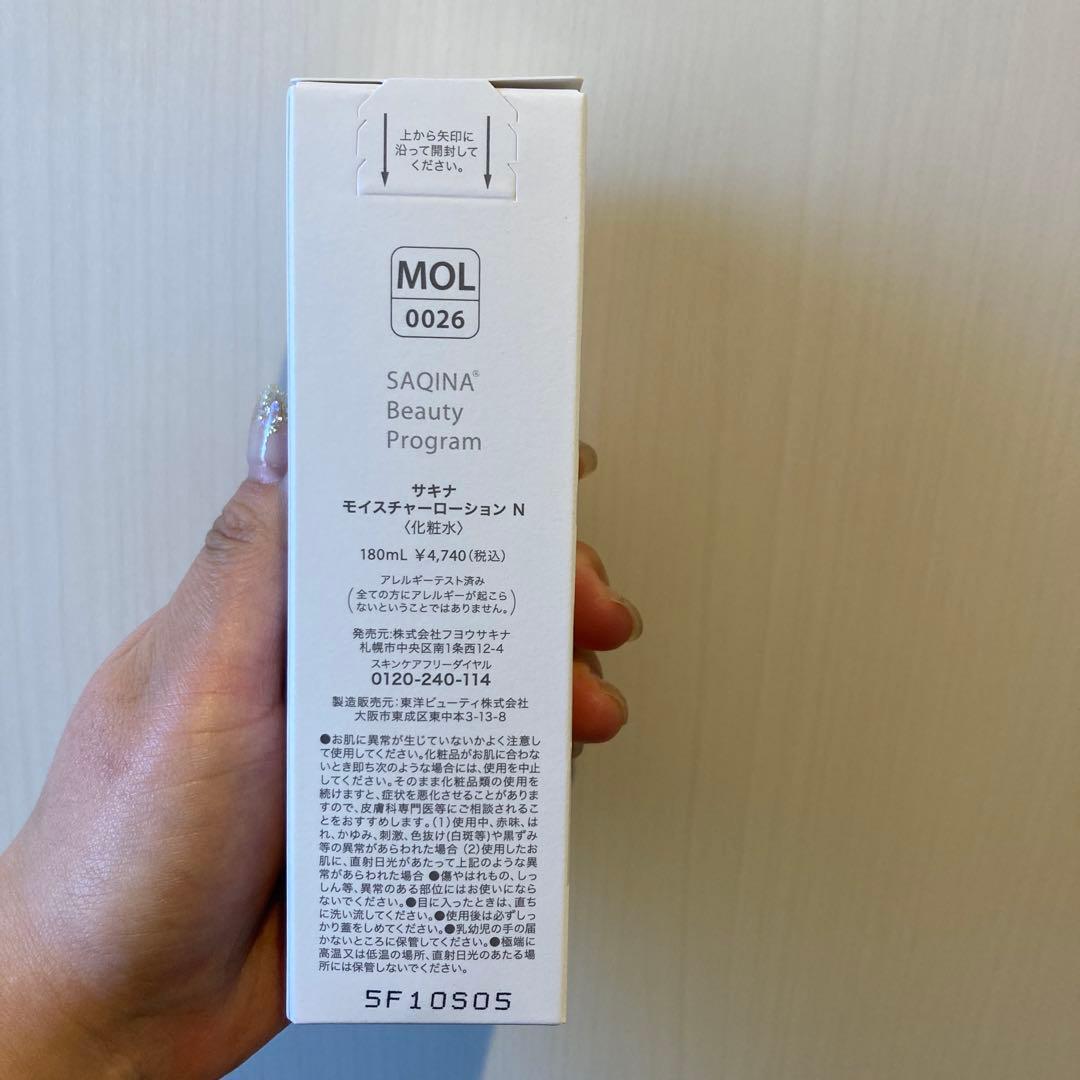 上から矢印に
沿って開封して
ください。
MOL
0026
SAQINA®
Beauty
Program
サキナ
モイスチャーローション N
〈化粧水〉
180mL ¥4,740(税込)
アレルギーテスト済み
(全ての方にアレルギーが起こら
ないということではありません。)
発売元:株式会社フヨウサキナ
札幌市中央区南1条西12-4
スキンケアフリーダイヤル
0120-240-114
製造販売元:東洋ビューティ株式会社
大阪市東成区東中本3-13-8
●お肌に異常が生じていないかよく注意し
て使用してください。化粧品がお肌に合わな
いとき即ち次のような場合には、使用を中止
してください。そのまま化粧品類の使用を
続けますと、症状を悪化させることがありま
すので、皮膚科専門医等にご相談されるこ
とをおすすめします。(1)使用中、赤味、は
れ、かゆみ、刺激、色抜け(白斑等)や黒ずみ
等の異常があらわれた場合 (2)使用したお
肌に、直射日光があたって上記のような異
常があらわれた場合 ●傷やはれもの、しっ
しん等、異常のある部位にはお使いになら
ないでください。●目に入ったときは、直ち
に洗い流してください。●使用後は必ずしっ
かり蓋をしめてください。●乳幼児の手の届
かないところに保管してください。●極端に
高温又は低温の場所、直射日光のあたる場
所には保管しないでください。
5F10S05